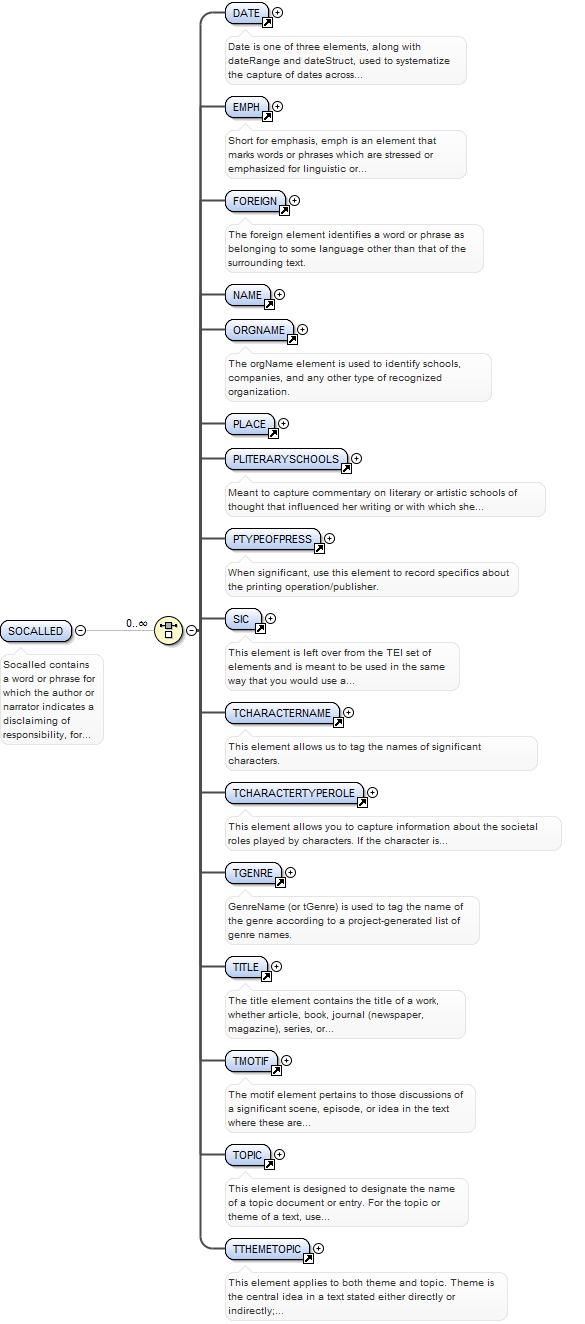 DATE
Date is one of three elements, along with
dateRange and dateStruct, used to systematize
the capture of dates across...
EMPH
Short for emphasis, emph is an element that
marks words or phrases which are stressed or
emphasized for linguistic or...
FOREIGN
The foreign element identifies a word or phrase as
belonging to some language other than that of the
surrounding text.
NAME
ORGNAME
The orgName element is used to identify schools,
companies, and any other type of recognized
organization.
PLACE
PLITERARYSCHOOLS
Meant to capture commentary on literary or artistic schools of
thought that influenced her writing or with which she...
PTYPEOFPRESS
When significant, use this element to record specifics about
the printing operation/publisher.
SOCALLED
0..∞
Socalled contains
a word or phrase for
which the author or
narrator indicates a
disclaiming of
responsibility, for...
SIC
This element is left over from the TEI set of
elements and is meant to be used in the same
way that you would use a...
TCHARACTERNAME
This element allows us to tag the names of significant
characters.
TCHARACTERTYPEROLE
This element allows you to capture information about the societal
roles played by characters. If the character is...
TGENRE
GenreName (or tGenre) is used to tag the name of
the genre according to a project-generated list of
genre names.
TITLE
The title element contains the title of a work,
whether article, book, journal (newspaper,
magazine), series, or...
TMOTIF
The motif element pertains to those discussions of
a significant scene, episode, or idea in the text
where these are...
TOPIC
This element is designed to designate the name
of a topic document or entry. For the topic or
theme of a text, use...
TTHEMETOPIC
This element applies to both theme and topic. Theme is
the central idea in a text stated either directly or
indirectly;...